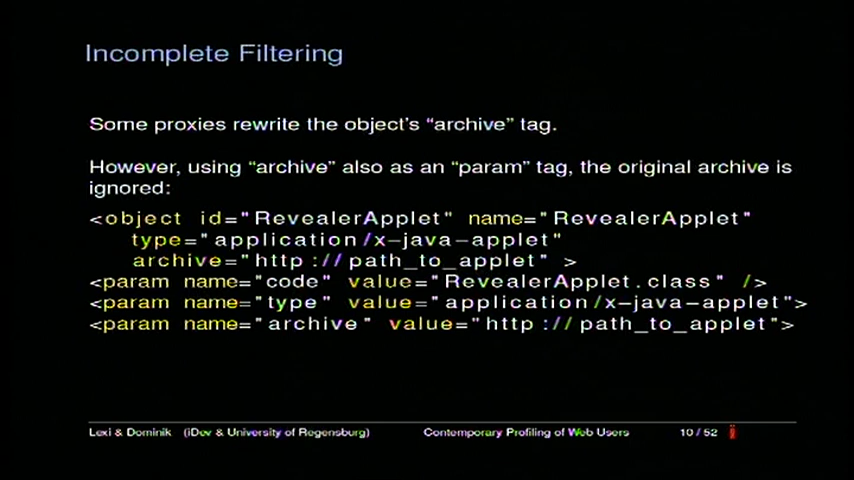 Incomplete Filtering
Some proxies rewrite the object's “archive” tag.
However, using “archive” also as an “param” tag, the original archive is
ignored:
<object id="RevealerApplet" name="RevealerApplet"
type="application/x-java-applet"
archive="http://path_to_applet" >
<param name="code" value="RevealerApplet.class" />
<param name="type" value="application/x-java-applet">
<param name="archive" value="http://path_to_applet">
Lexi & Dominik (iDev & University of Regensburg) Contemporary Profiling of Web Users 10 / 52